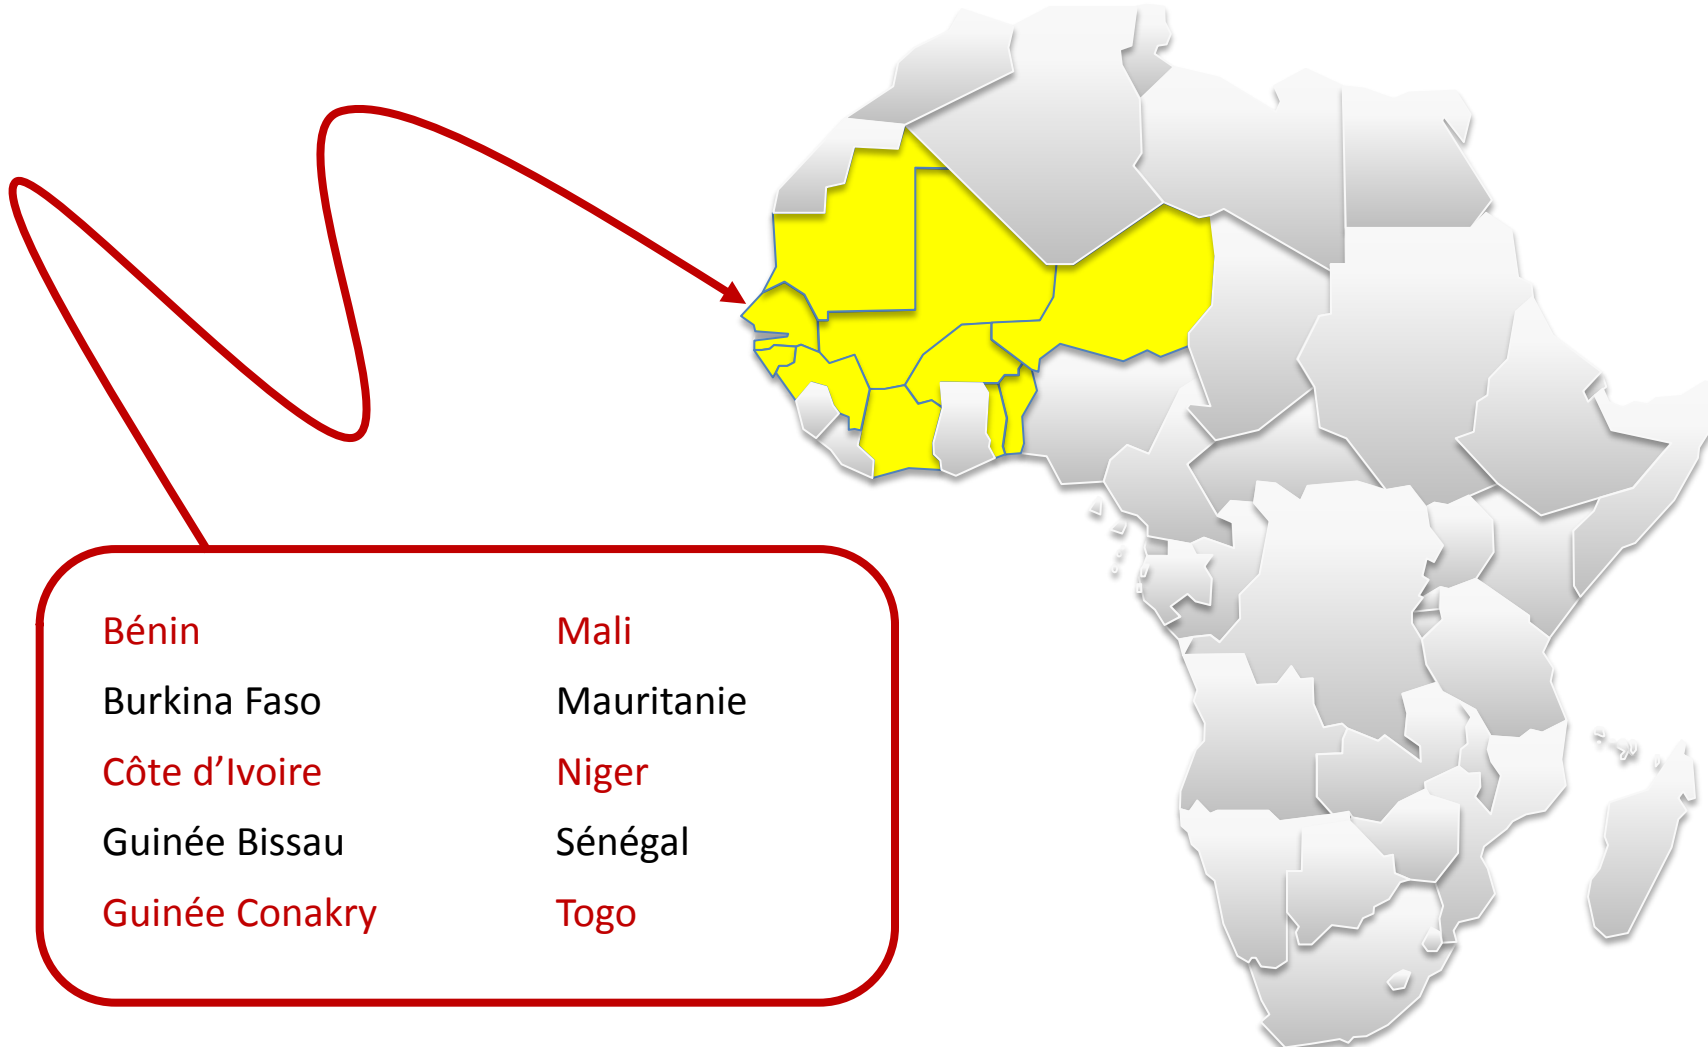 Bénin
Burkina Faso
Côte d’Ivoire
Guinée Bissau
Guinée Conakry
Mali
Mauritanie
Niger
Sénégal
Togo